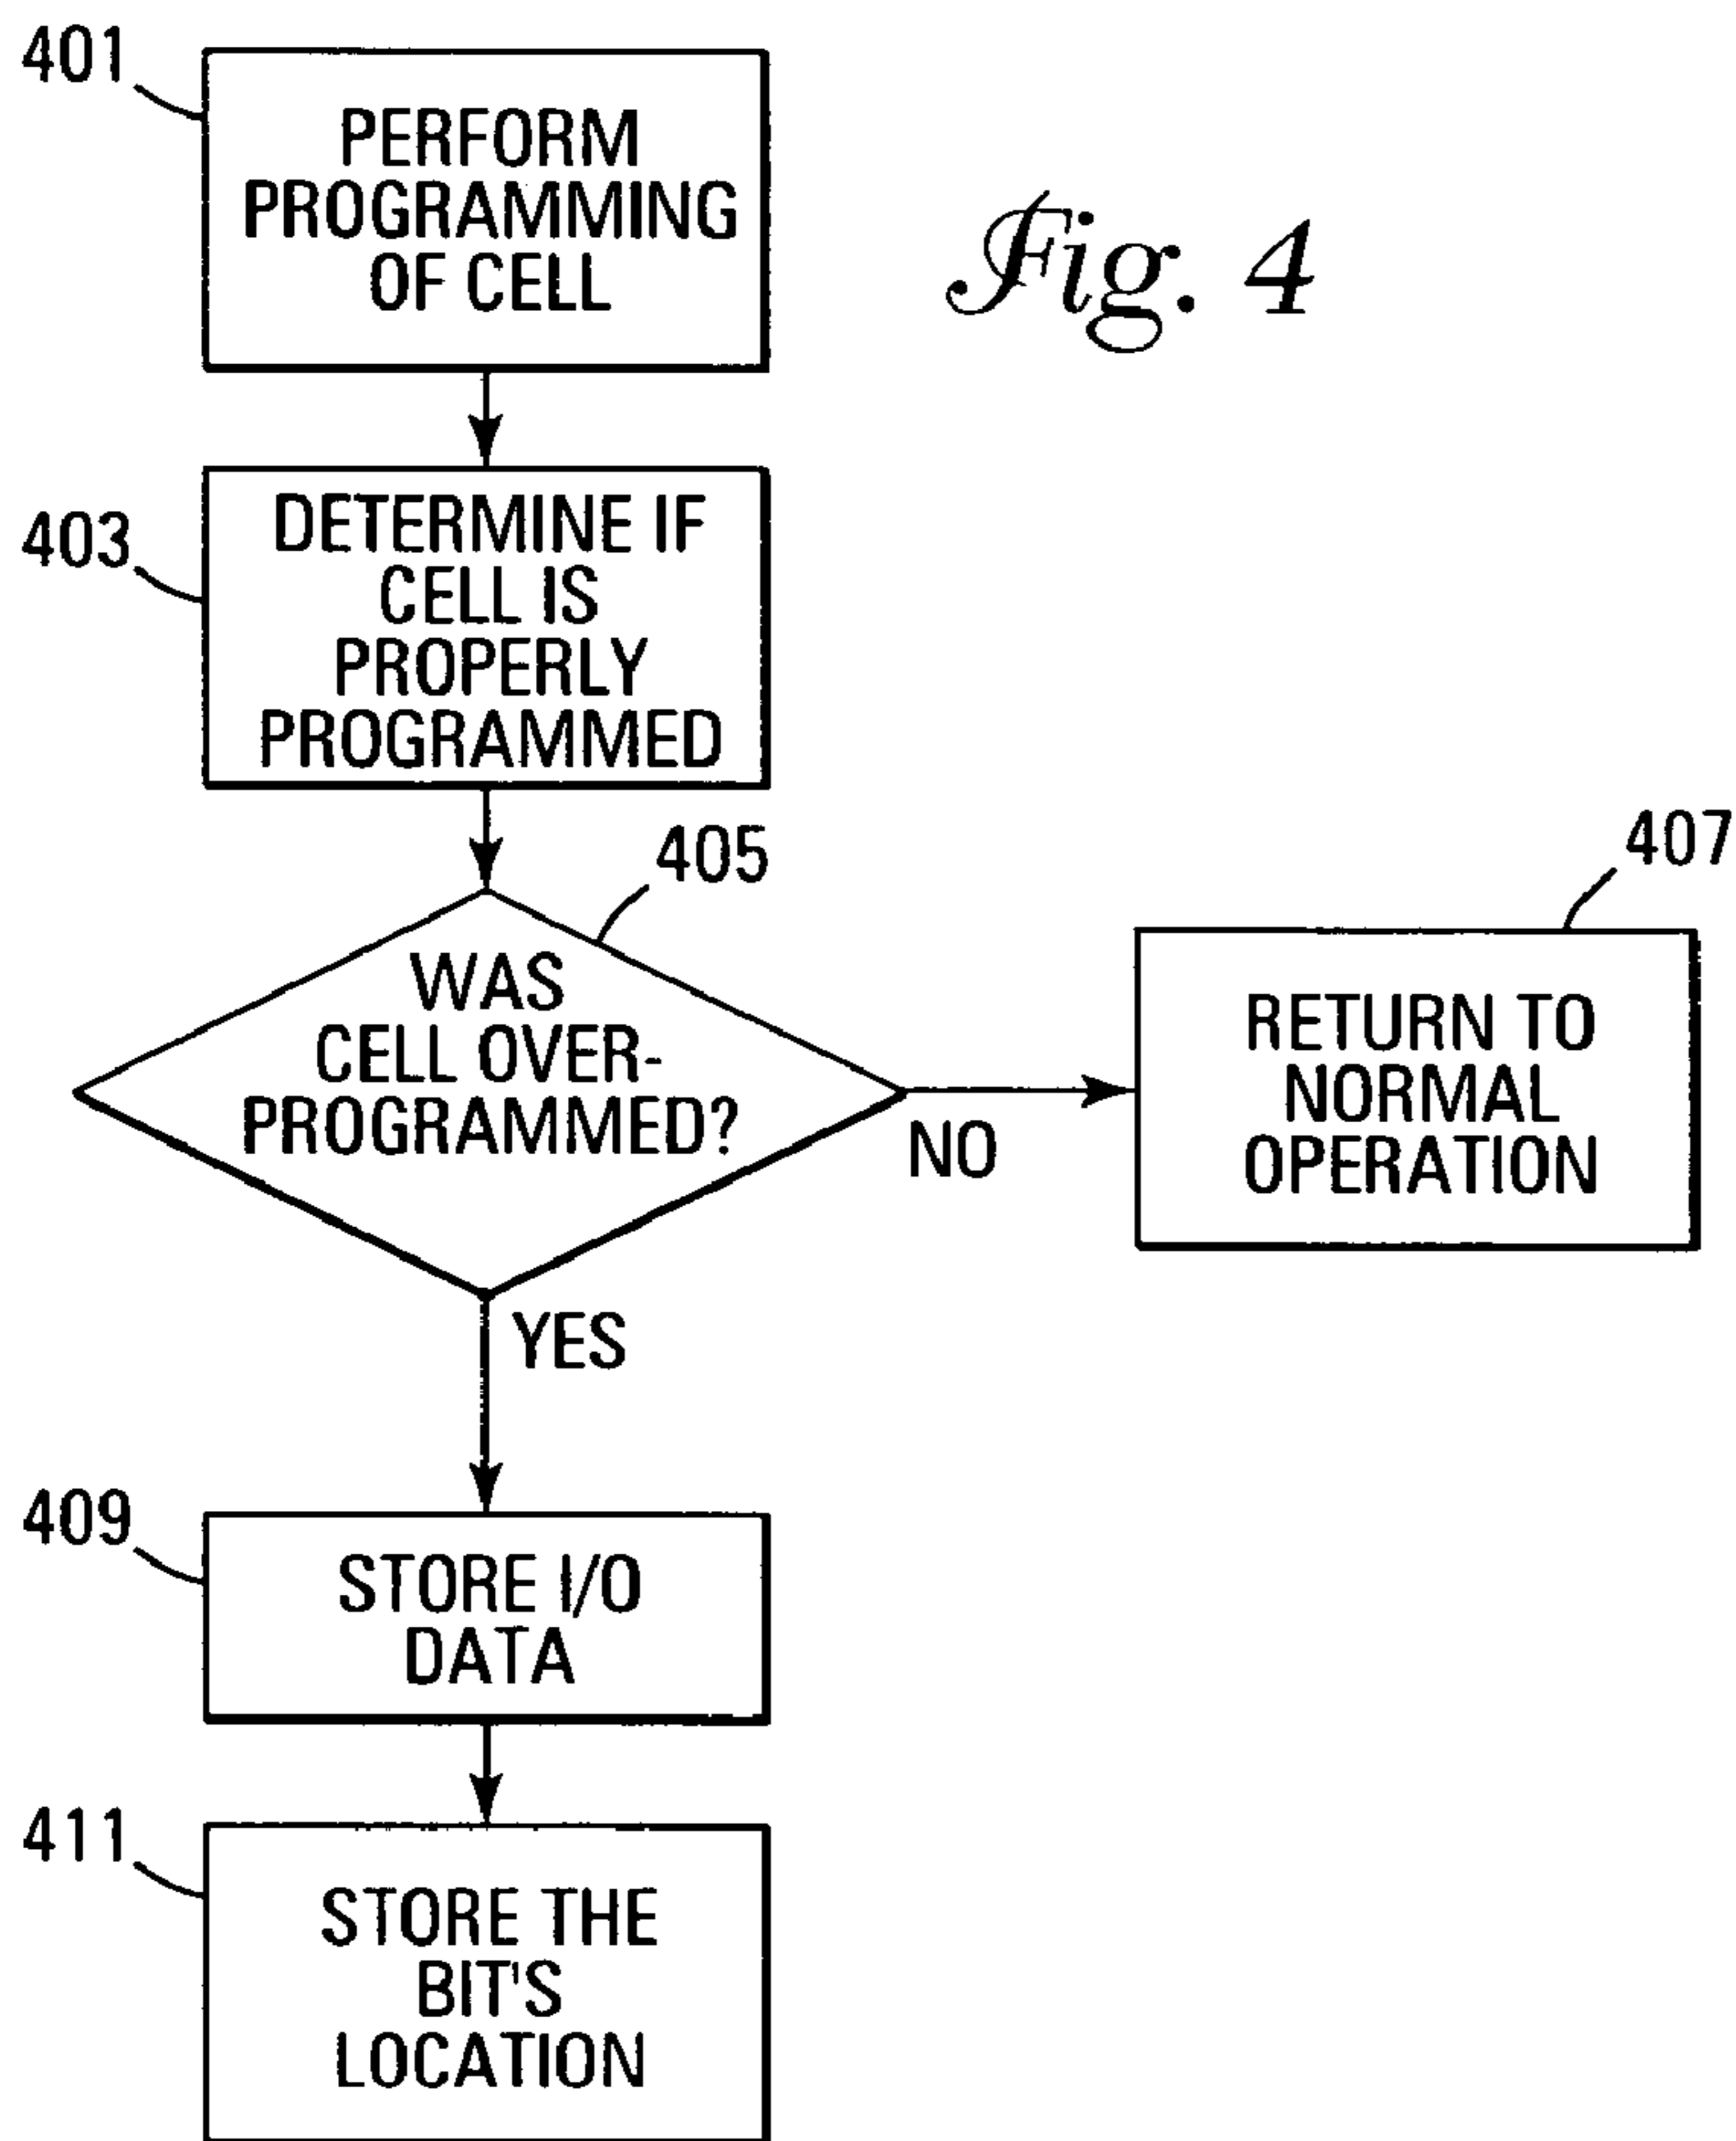 401
PERFORM
PROGRAMMING
OF CELL
Fig. 4
403
DETERMINE IF
CELL IS
PROPERLY
PROGRAMMED
405
WAS
CELL OVER-
PROGRAMMED?
NO
407
RETURN TO
NORMAL
OPERATION
YES
409
STORE I/O
DATA
411
STORE THE
BIT'S
LOCATION